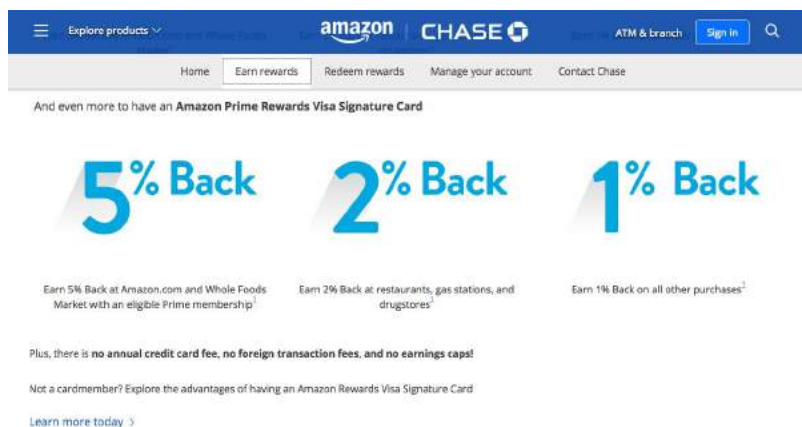 Explore products
amazon
CHASE
ATM & branch
Sign in
Home
Earn rewards
Redeem rewards
Manage your account
Contact Chase
And even more to have an Amazon Prime Rewards Visa Signature Card
5% Back
2% Back
1% Back
Earn 5% Back at Amazon.com and Whole Foods
Market with an eligible Prime membership
Earn 2% Back at restaurants, gas stations, and
drugstores
Earn 1% Back on all other purchases
Plus, there is no annual credit card fee, no foreign transaction fees, and no earnings caps!
Not a cardmember? Explore the advantages of having an Amazon Rewards Visa Signature Card
Learn more today >